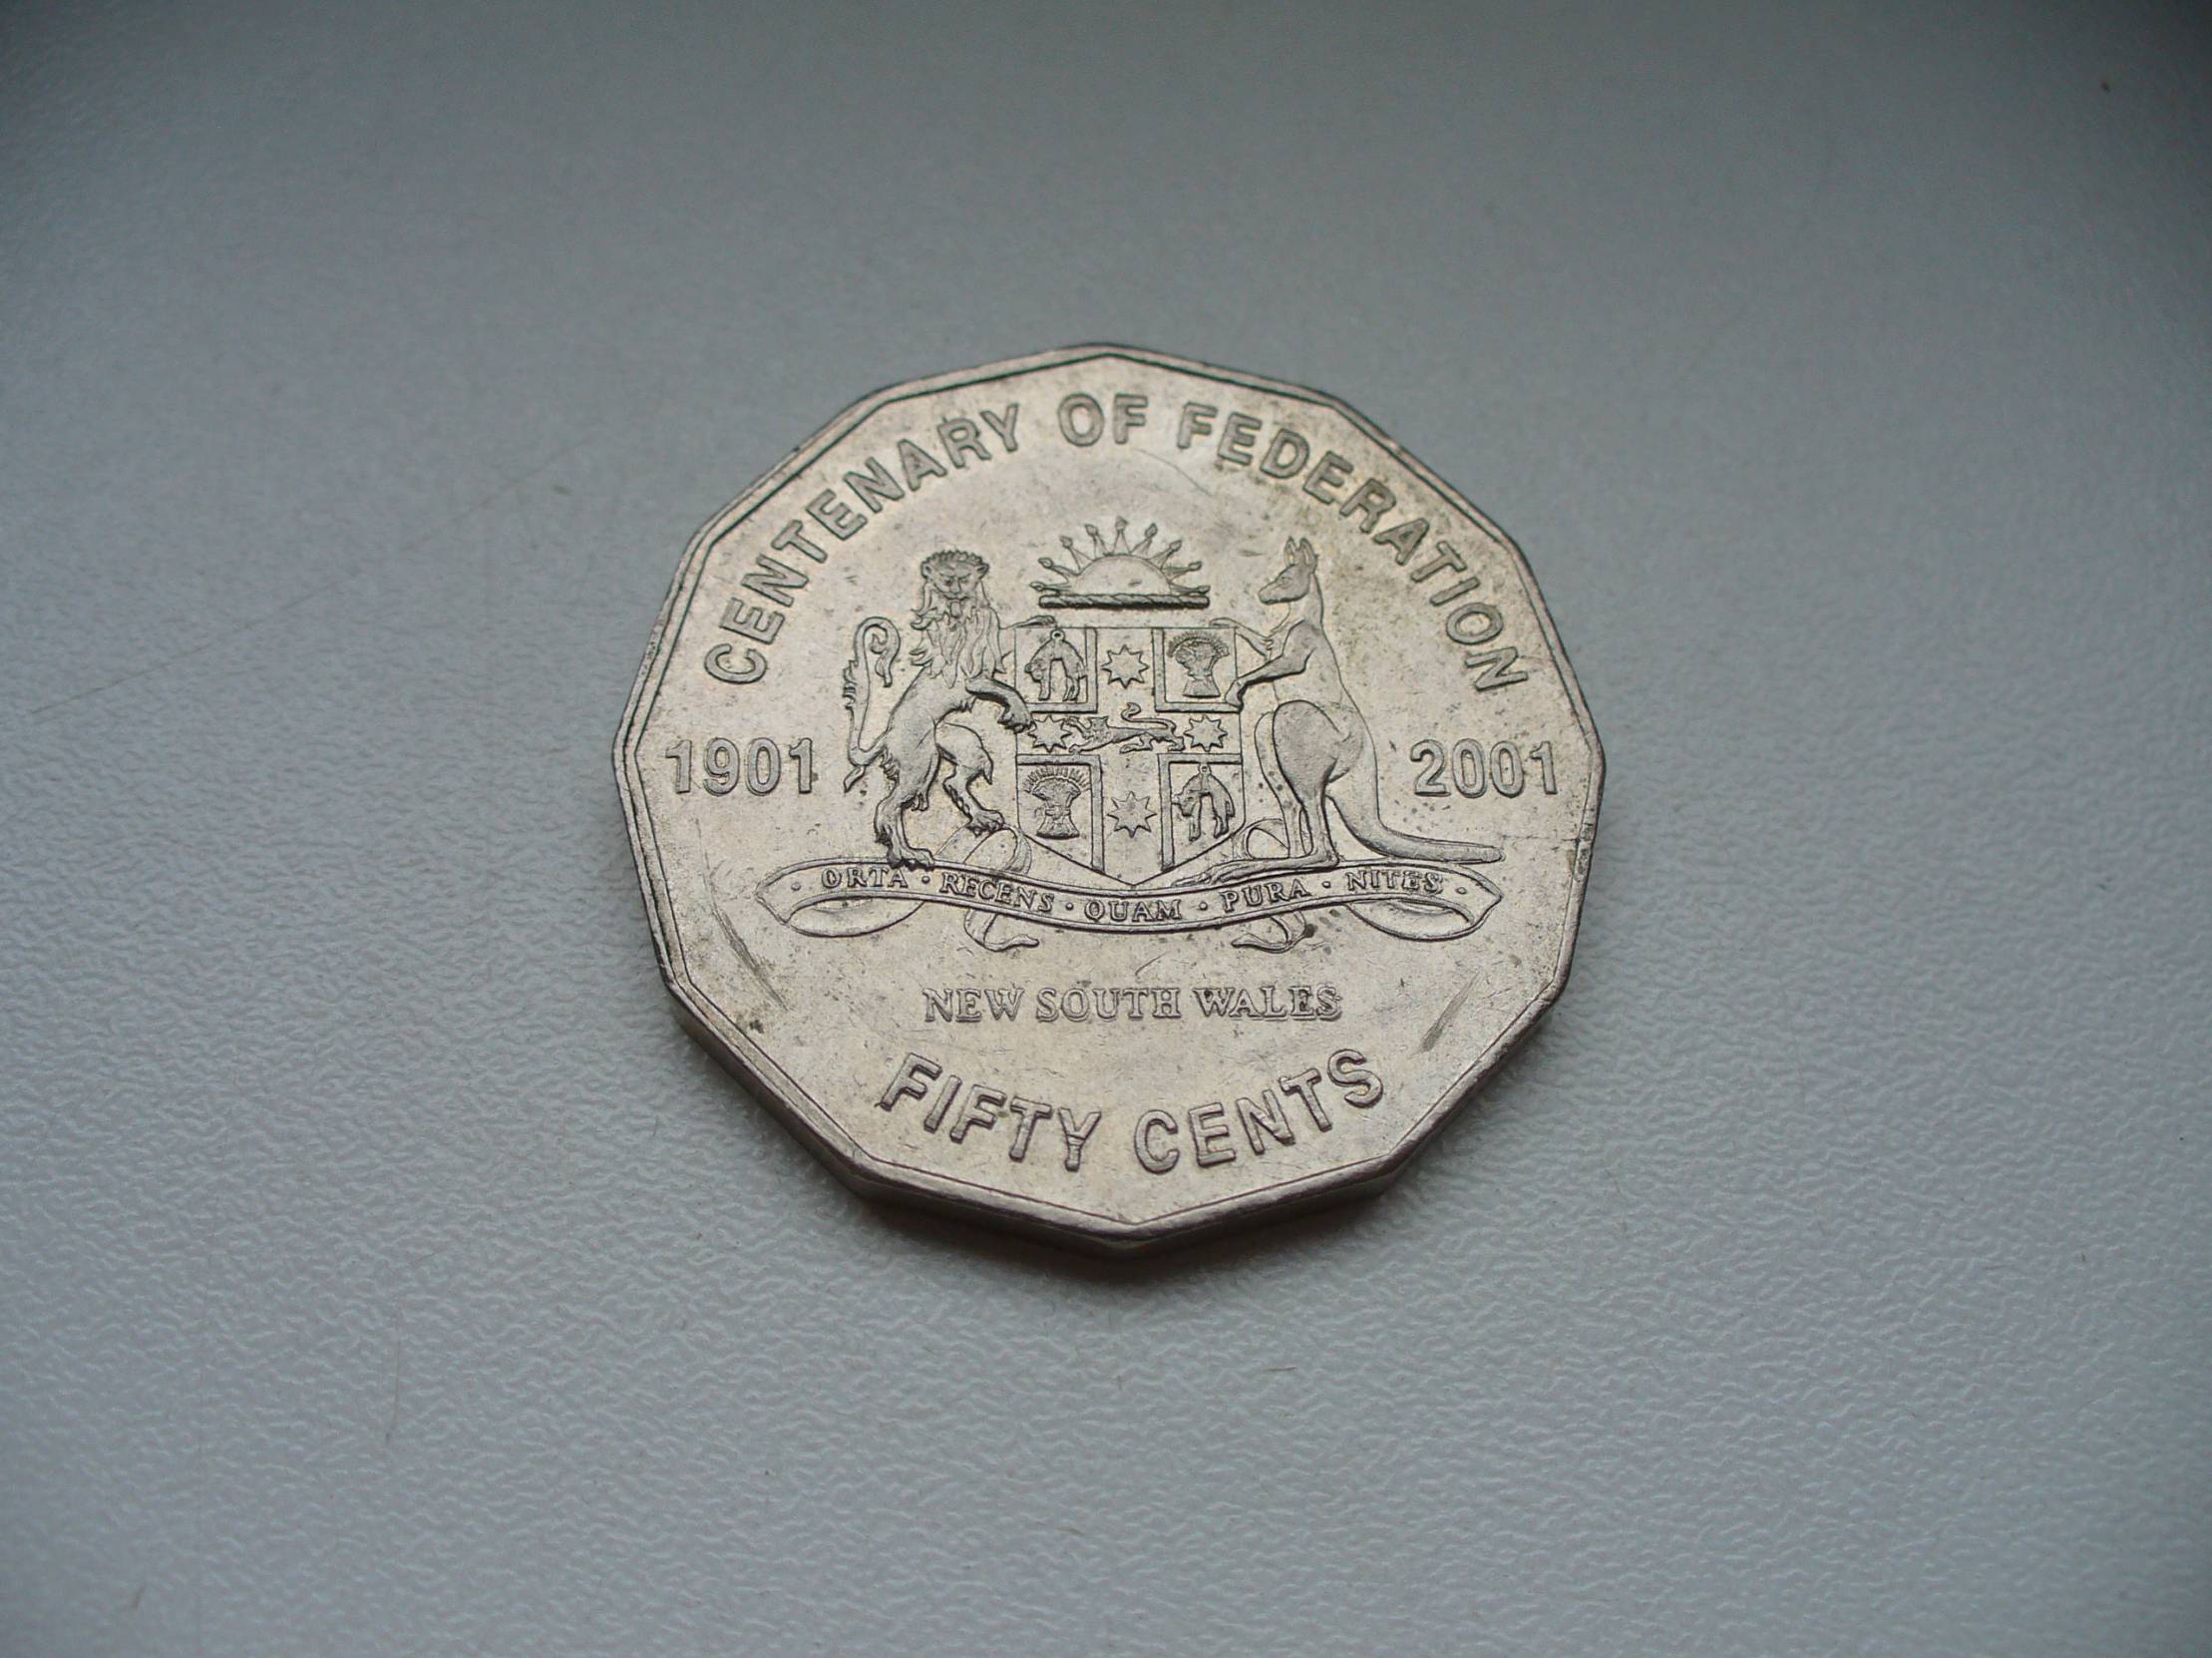 CENTENARY OF FEDERATION
1901 2001
ORTA · RECENS · QUAM · PURA · NITES
NEW SOUTH WALES
FIFTY CENTS